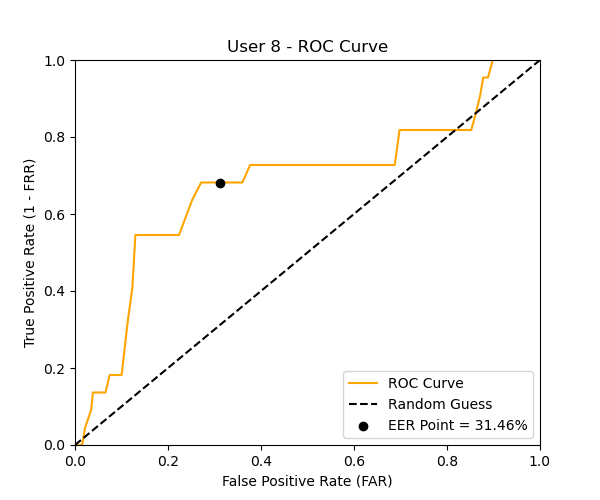 User 8 - ROC Curve
True Positive Rate (1 - FRR)
1.0
0.8
0.6
0.4
0.2
0.0
0.0 0.2 0.4 0.6 0.8 1.0
False Positive Rate (FAR)
ROC Curve
Random Guess
EER Point = 31.46%